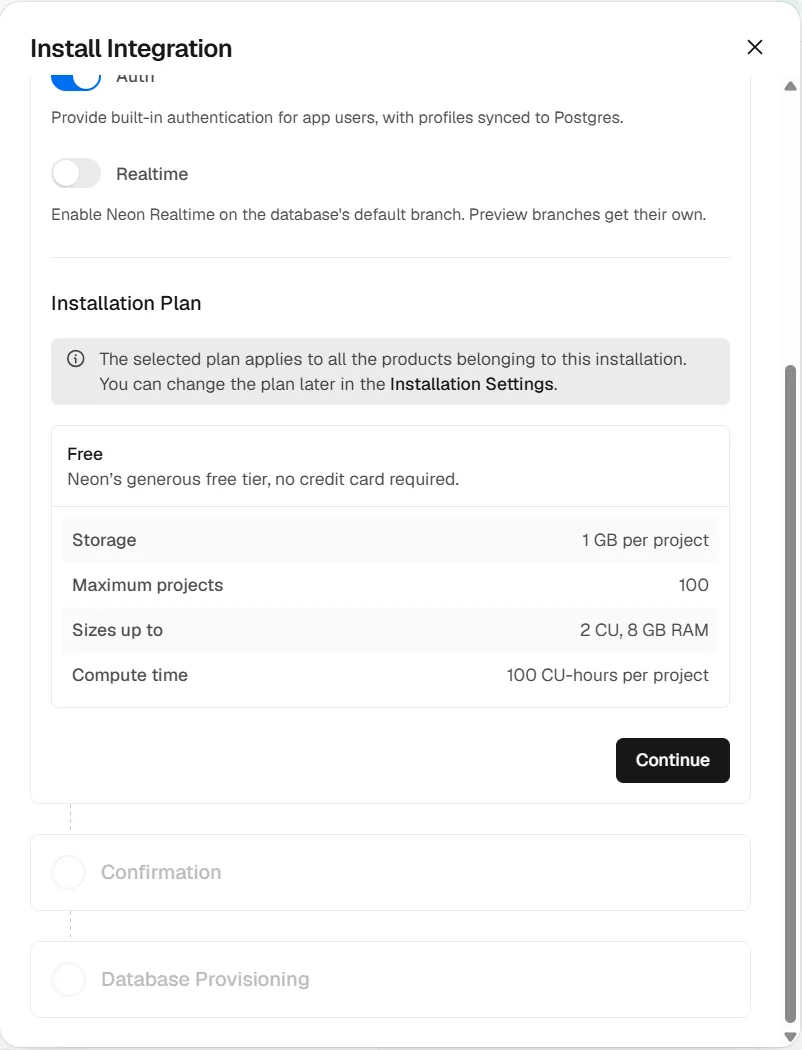 Install Integration
Auth
Provide built-in authentication for app users, with profiles synced to Postgres.
Realtime
Enable Neon Realtime on the database's default branch. Preview branches get their own.
Installation Plan
The selected plan applies to all the products belonging to this installation.
You can change the plan later in the Installation Settings.
Free
Neon’s generous free tier, no credit card required.
Storage 1 GB per project
Maximum projects 100
Sizes up to 2 CU, 8 GB RAM
Compute time 100 CU-hours per project
Continue
Confirmation
Database Provisioning